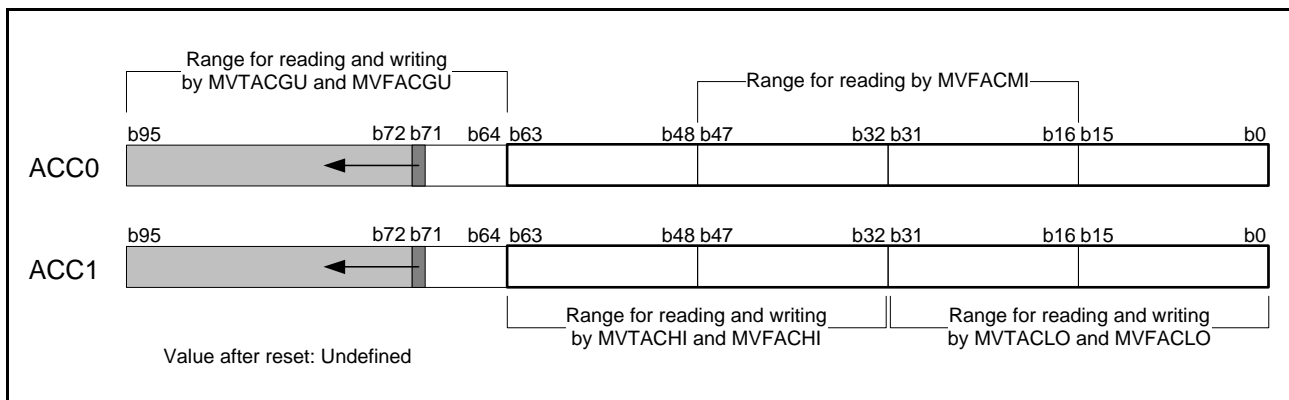 Range for reading and writing
by MVTACGU and MVFACGU
Range for reading by MVFACMI
b95 b72 b71 b64 b63 b48 b47 b32 b31 b16 b15 b0
ACC0
b95 b72 b71 b64 b63 b48 b47 b32 b31 b16 b15 b0
ACC1
Range for reading and writing
by MVTACHI and MVFACHI
Range for reading and writing
by MVTACLO and MVFACLO
Value after reset: Undefined